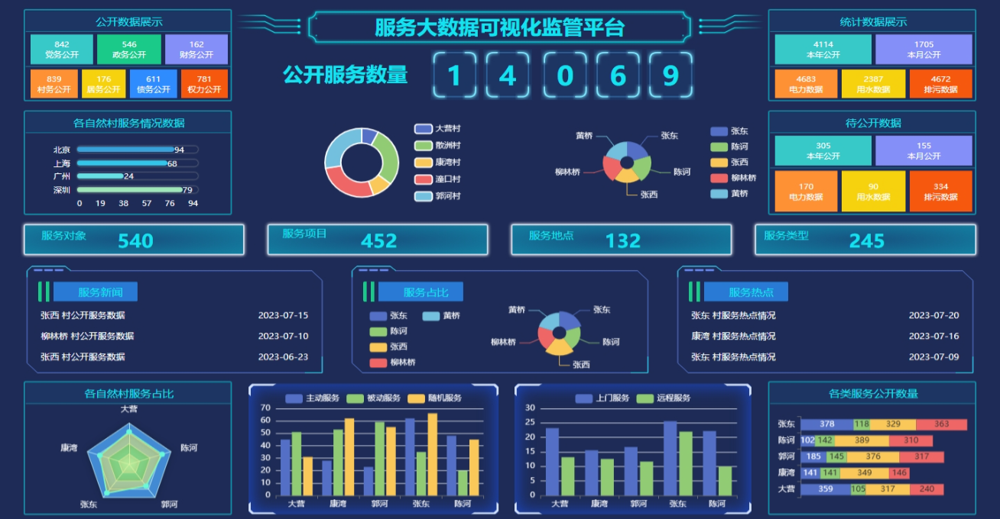 公开数据展示
842
党务公开
546
政务公开
162
财务公开
839
村务公开
176
居务公开
611
债务公开
781
权力公开
服务大数据可视化监管平台
公开服务数量
1 4 0 6 9
统计数据展示
4114
本年公开
1705
本月公开
4683
电力数据
2387
用水数据
4672
排污数据
各自然村服务情况数据
北京 94
上海 68
广州 24
深圳 79
0 19 38 57 76 94
大营村
散洲村
康湾村
潼口村
郭河村
黄桥
张东
柳林桥
陈河
张西
张东
陈河
张西
柳林桥
黄桥
待公开数据
305
本年公开
155
本月公开
170
电力数据
90
用水数据
334
排污数据
服务对象 540
服务项目 452
服务地点 132
服务类型 245
服务新闻
张西 村公开服务数据 2023-07-15
柳林桥 村公开服务数据 2023-07-10
张西 村公开服务数据 2023-06-23
服务占比
张东 黄桥
陈河
张西
柳林桥
黄桥
张东
柳林桥
陈河
张西
服务热点
张东 村服务热点情况 2023-07-20
康湾 村服务热点情况 2023-07-16
张东 村服务热点情况 2023-07-09
各自然村服务占比
大营
康湾
陈河
张东
郭河
主动服务 被动服务 随机服务
70
60
50
40
30
20
10
0
大营 康湾 郭河 张东 陈河
上门服务 远程服务
30
25
20
15
10
5
0
大营 康湾 郭河 张东 陈河
各类服务公开数量
张东 378 118 329 363
陈河 102 142 389 310
郭河 185 145 376 317
康湾 141 141 349 146
大营 359 105 317 240